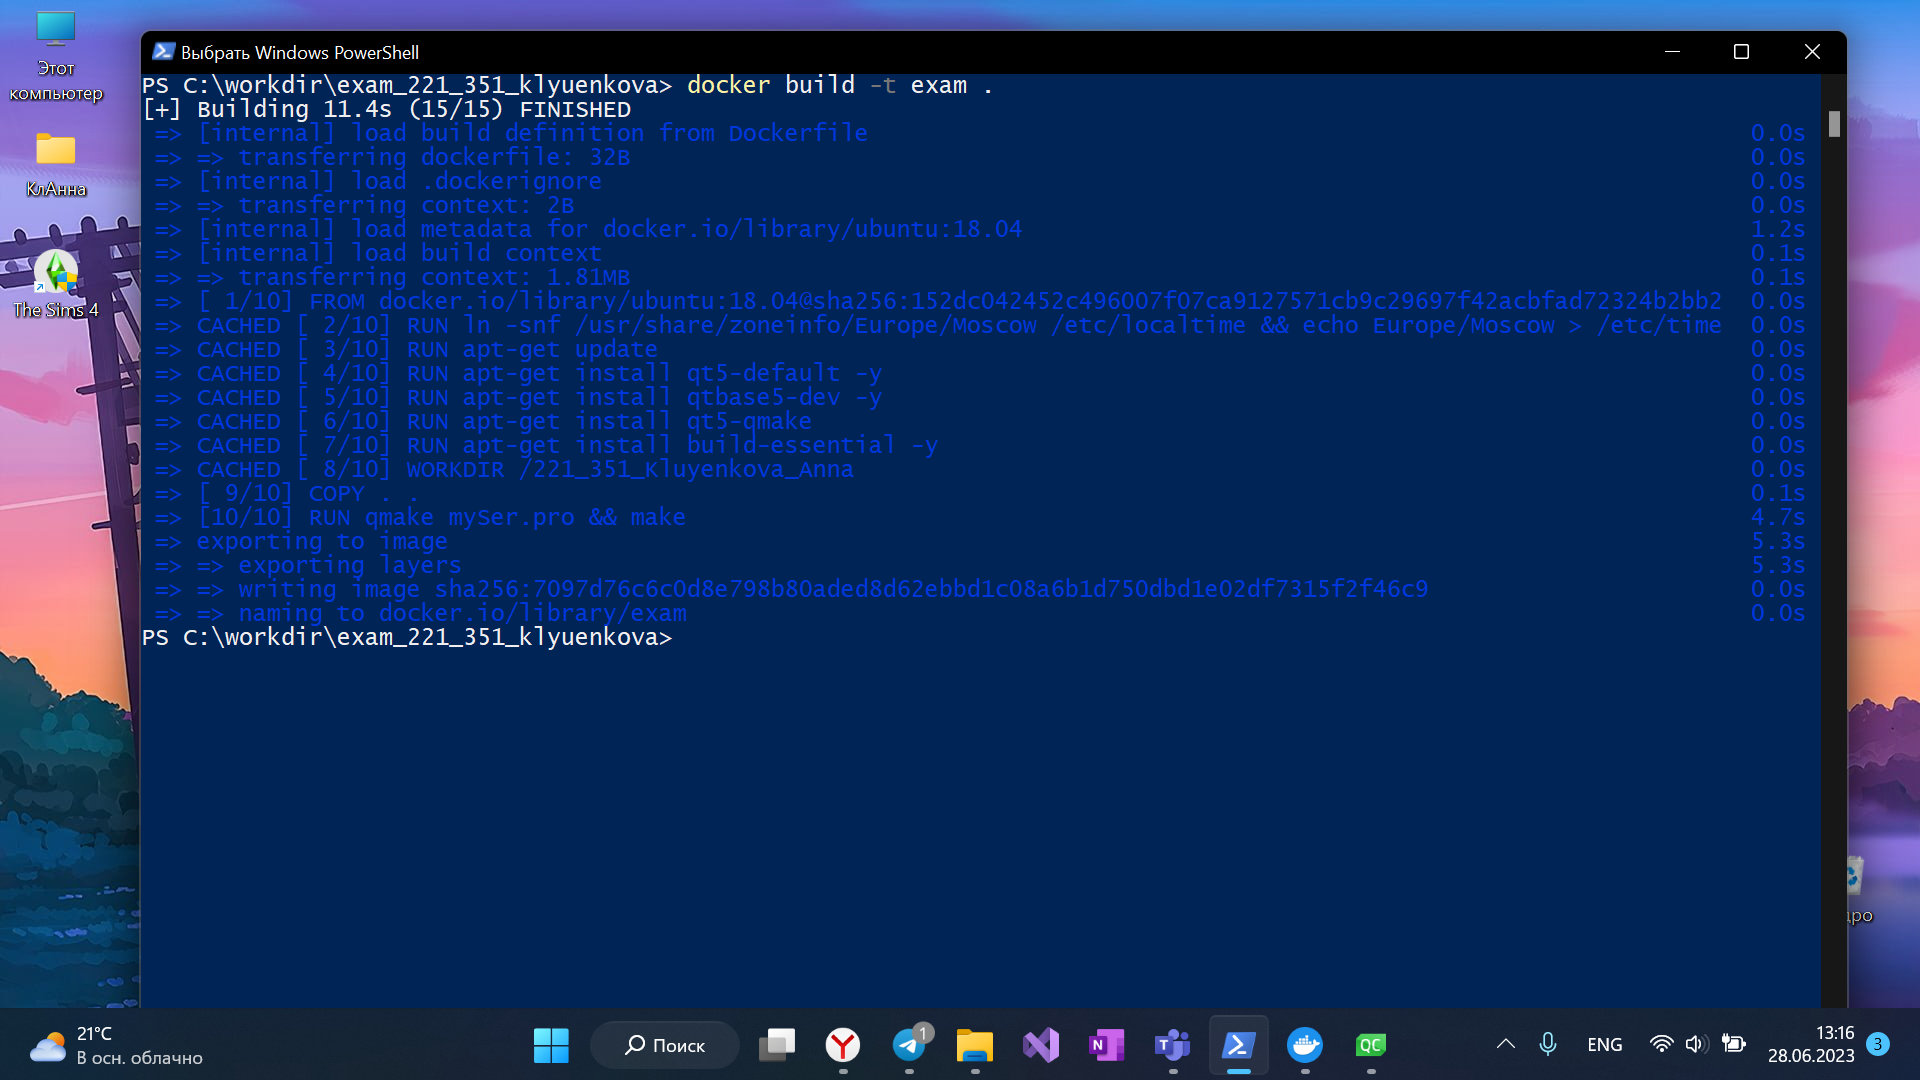 Этот
компьютер
КлАнна
The Sims 4
Выбрать Windows PowerShell
PS C:\workdir\exam_221_351_klyuenkova> docker build -t exam .
[+] Building 11.4s (15/15) FINISHED
=> [internal] load build definition from Dockerfile 0.0s
=> => transferring dockerfile: 32B 0.0s
=> [internal] load .dockerignore 0.0s
=> => transferring context: 2B 0.0s
=> [internal] load metadata for docker.io/library/ubuntu:18.04 1.2s
=> [internal] load build context 0.1s
=> => transferring context: 1.81MB 0.1s
=> [ 1/10] FROM docker.io/library/ubuntu:18.04@sha256:152dc042452c496007f07ca9127571cb9c29697f42acbfad72324b2bb2 0.0s
=> CACHED [ 2/10] RUN ln -snf /usr/share/zoneinfo/Europe/Moscow /etc/localtime && echo Europe/Moscow > /etc/time 0.0s
=> CACHED [ 3/10] RUN apt-get update 0.0s
=> CACHED [ 4/10] RUN apt-get install qt5-default -y 0.0s
=> CACHED [ 5/10] RUN apt-get install qtbase5-dev -y 0.0s
=> CACHED [ 6/10] RUN apt-get install qt5-qmake 0.0s
=> CACHED [ 7/10] RUN apt-get install build-essential -y 0.0s
=> CACHED [ 8/10] WORKDIR /221_351_Kluyenkova_Anna 0.0s
=> [ 9/10] COPY . . 0.1s
=> [10/10] RUN qmake mySer.pro && make 4.7s
=> exporting to image 5.3s
=> => exporting layers 5.3s
=> => writing image sha256:7097d76c6c0d8e798b80aded8d62ebbd1c08a6b1d750dbd1e02df7315f2f46c9 0.0s
=> => naming to docker.io/library/exam 0.0s
PS C:\workdir\exam_221_351_klyuenkova>
21°C
В осн. облачно
Поиск
1
N
T
QC
ENG
13:16
28.06.2023
3